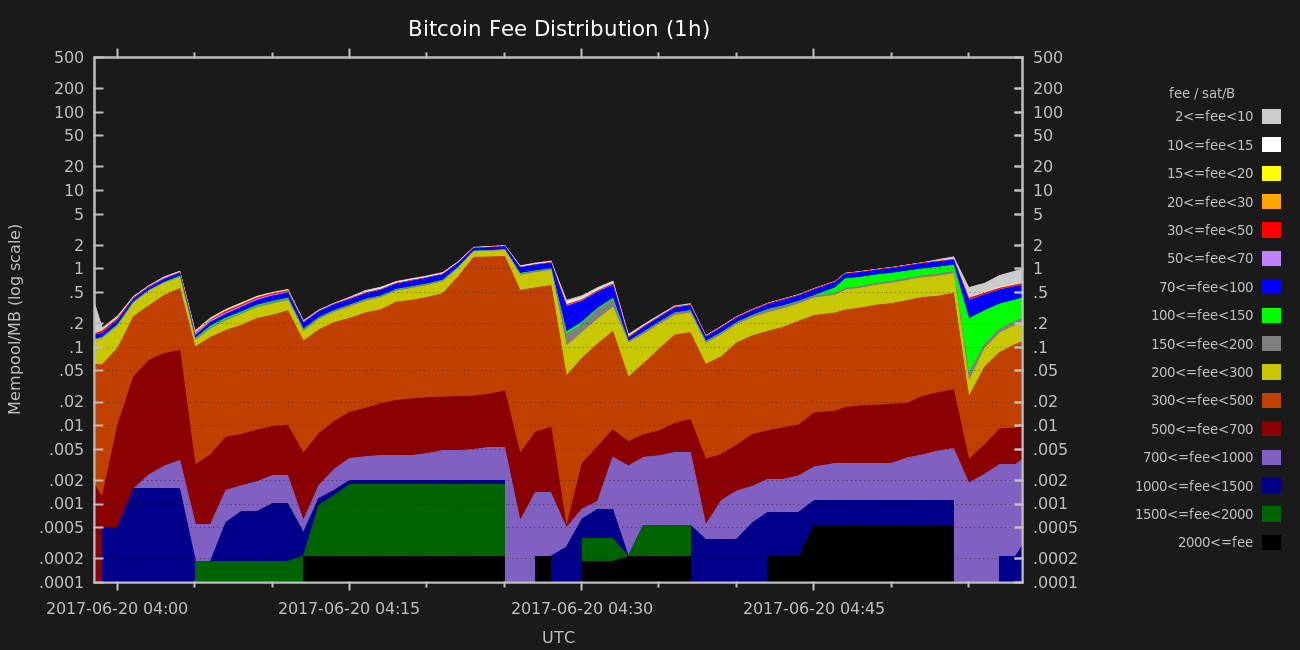 Bitcoin Fee Distribution (1h)
Mempool/MB (log scale)
500
200
100
50
20
10
5
2
1
.5
.2
.1
.05
.02
.01
.005
.002
.001
.0005
.0002
.0001
500
200
100
50
20
10
5
2
1
.5
.2
.1
.05
.02
.01
.005
.002
.001
.0005
.0002
.0001
2017-06-20 04:00 2017-06-20 04:15 2017-06-20 04:30 2017-06-20 04:45
UTC
fee / sat/B
2<=fee<10
10<=fee<15
15<=fee<20
20<=fee<30
30<=fee<50
50<=fee<70
70<=fee<100
100<=fee<150
150<=fee<200
200<=fee<300
300<=fee<500
500<=fee<700
700<=fee<1000
1000<=fee<1500
1500<=fee<2000
2000<=fee